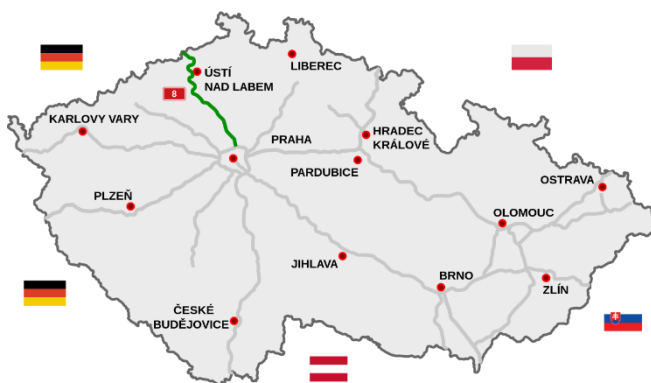 LIBEREC
ÚSTÍ
NAD LABEM
8
KARLOVY VARY
HRADEC
KRÁLOVÉ
PRAHA
PARDUBICE
OSTRAVA
PLZEŇ
OLOMOUC
JIHLAVA
BRNO
ZLÍN
ČESKÉ
BUDĚJOVICE